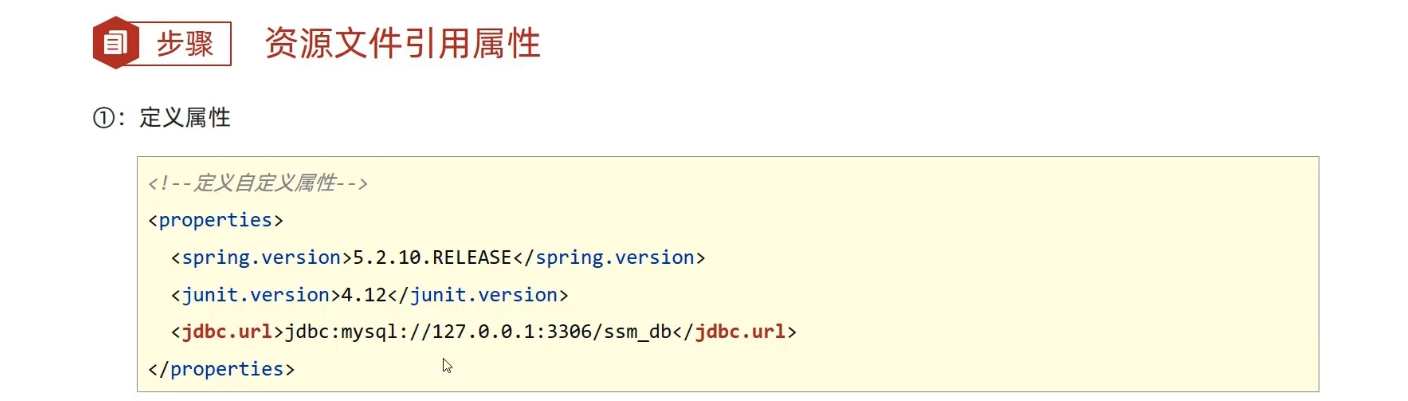 步骤 资源文件引用属性
①：定义属性
<!--定义自定义属性-->
<properties>
  <spring.version>5.2.10.RELEASE</spring.version>
  <junit.version>4.12</junit.version>
  <jdbc.url>jdbc:mysql://127.0.0.1:3306/ssm_db</jdbc.url>
</properties>